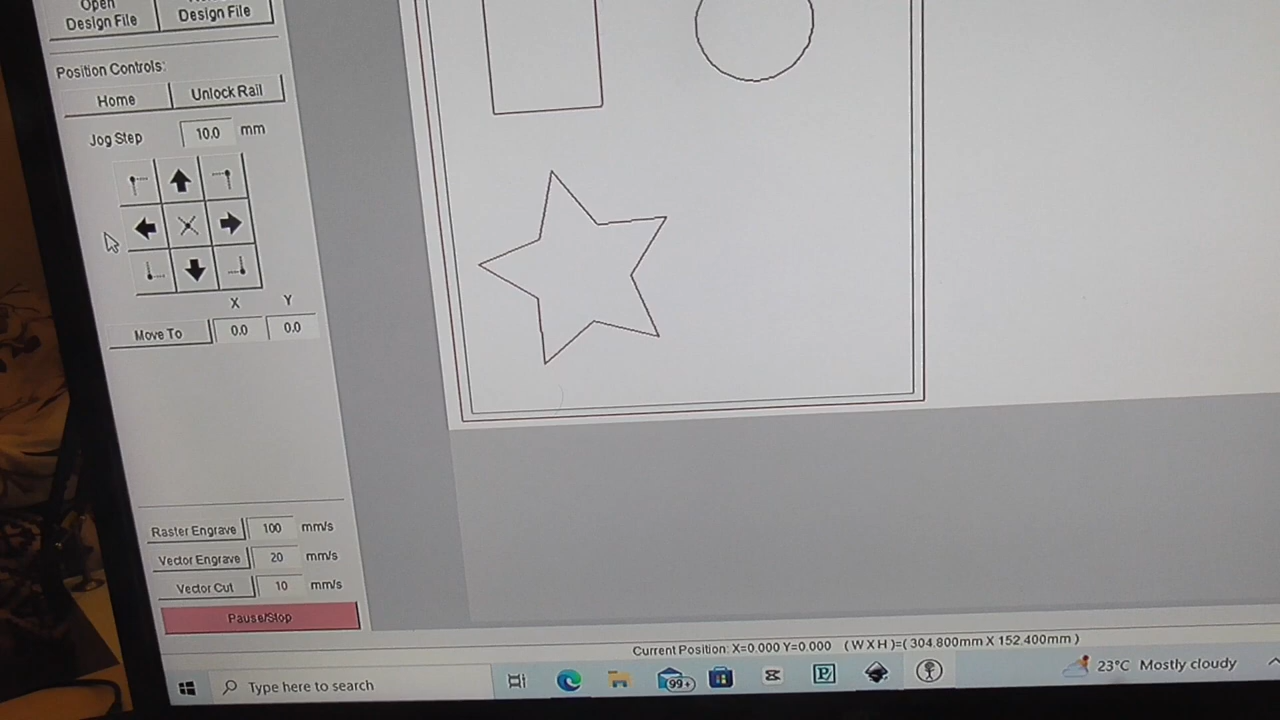 Open
Design File
Design File
Position Controls:
Home
Unlock Rail
Jog Step 10.0 mm
X Y
Move To 0.0 0.0
Raster Engrave 100 mm/s
Vector Engrave 20 mm/s
Vector Cut 10 mm/s
Pause/Stop
Current Position: X=0.000 Y=0.000 ( W X H )=( 304.800mm X 152.400mm )
Type here to search
99+
23°C Mostly cloudy